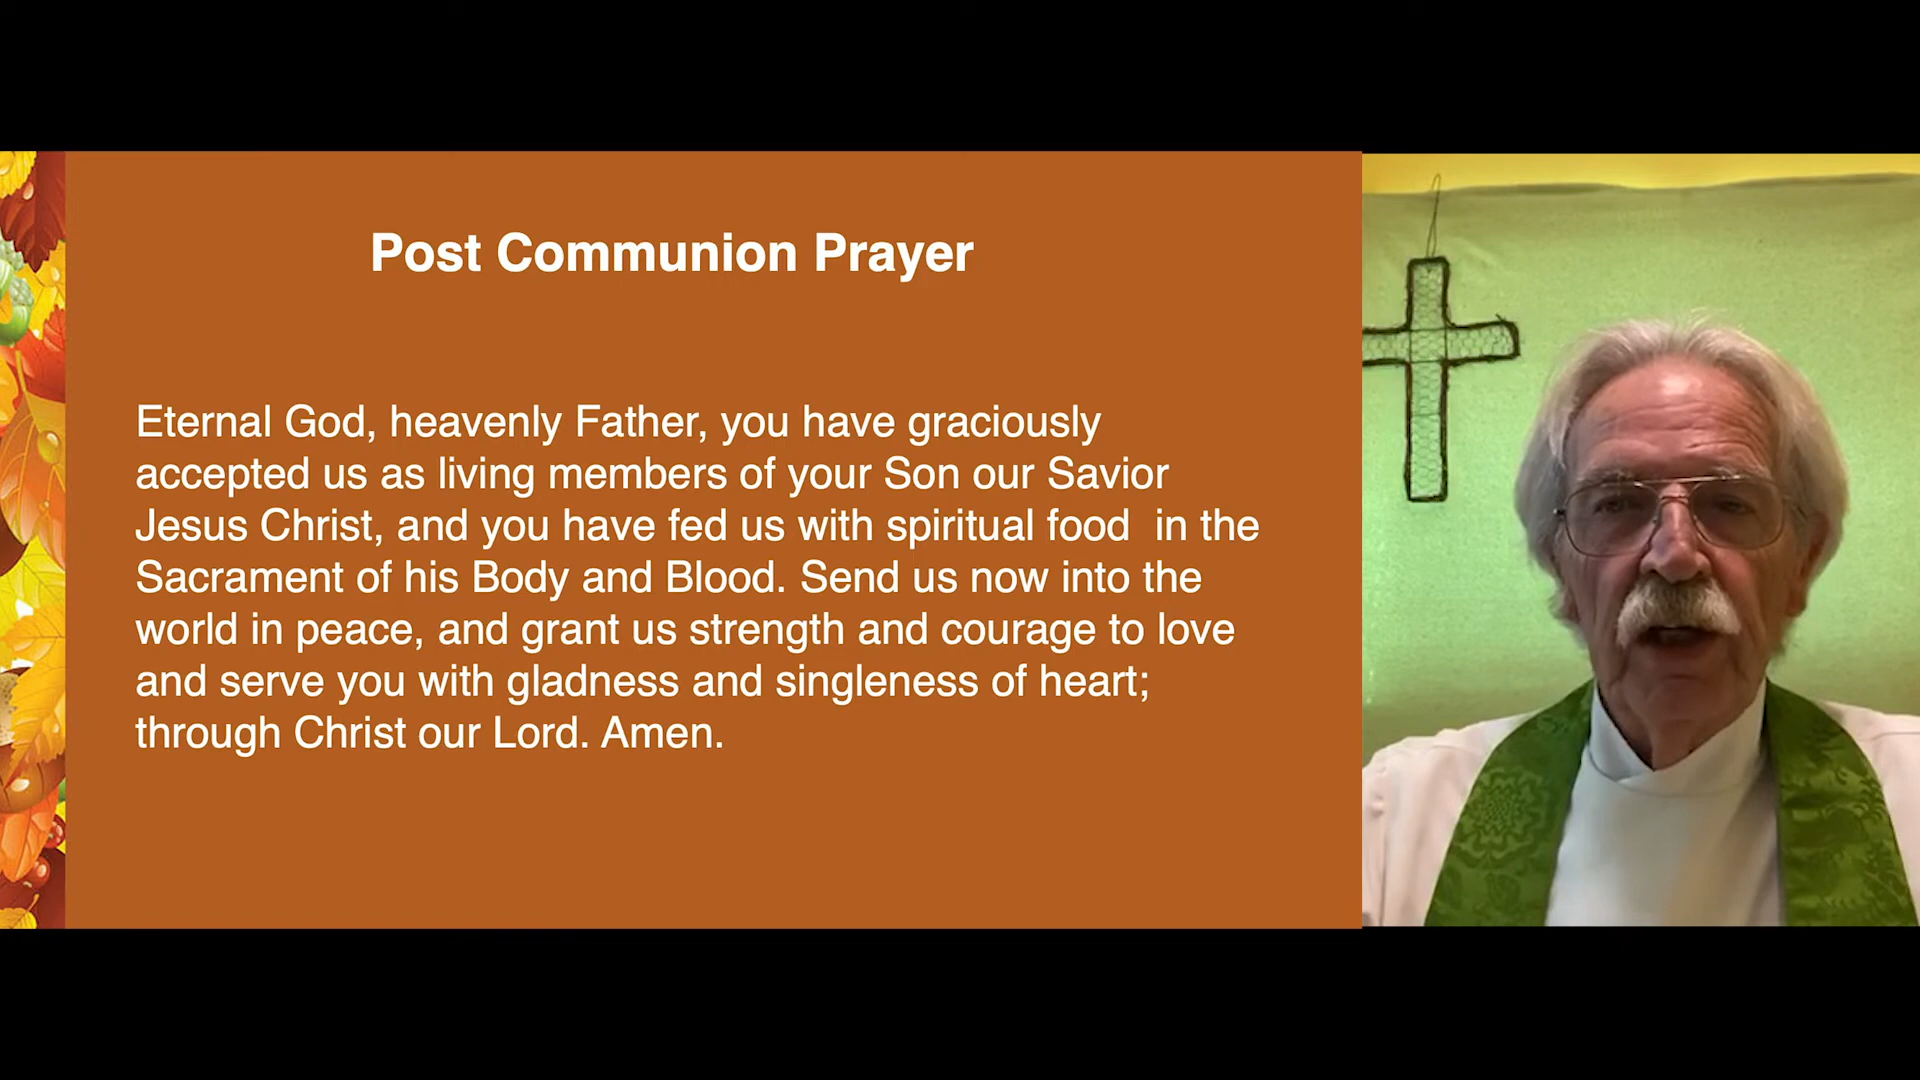 Post Communion Prayer
Eternal God, heavenly Father, you have graciously
accepted us as living members of your Son our Savior
Jesus Christ, and you have fed us with spiritual food  in the
Sacrament of his Body and Blood. Send us now into the
world in peace, and grant us strength and courage to love
and serve you with gladness and singleness of heart;
through Christ our Lord. Amen.